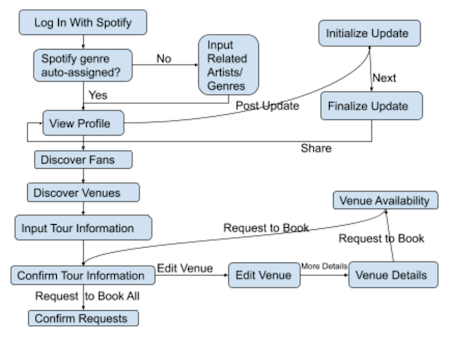 Log In With Spotify
Spotify genre
auto-assigned?
No
Input
Related
Artists/
Genres
Initialize Update
Next
Yes
Post Update
Finalize Update
View Profile
Share
Discover Fans
Discover Venues
Venue Availability
Input Tour Information
Request to Book
Request to Book
Confirm Tour Information
Edit Venue
Edit Venue
More Details
Venue Details
Request to Book All
Confirm Requests